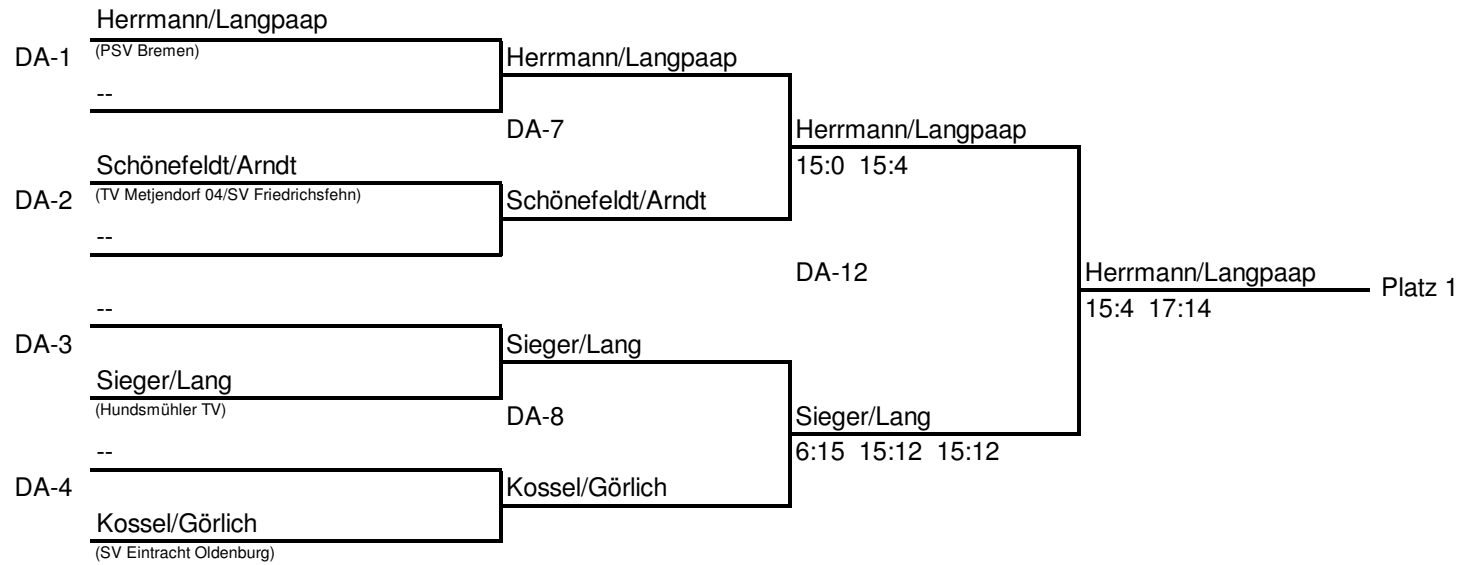 Herrmann/Langpaap
DA-1 (PSV Bremen) Herrmann/Langpaap
--
DA-7 Herrmann/Langpaap
Schönefeldt/Arndt 15:0 15:4
DA-2 (TV Metjendorf 04/SV Friedrichsfehn) Schönefeldt/Arndt
--
DA-12 Herrmann/Langpaap Platz 1
-- 15:4 17:14
DA-3 Sieger/Lang
Sieger/Lang
(Hundsmühler TV) DA-8 Sieger/Lang
-- 6:15 15:12 15:12
DA-4 Kossel/Görlich
Kossel/Görlich
(SV Eintracht Oldenburg)